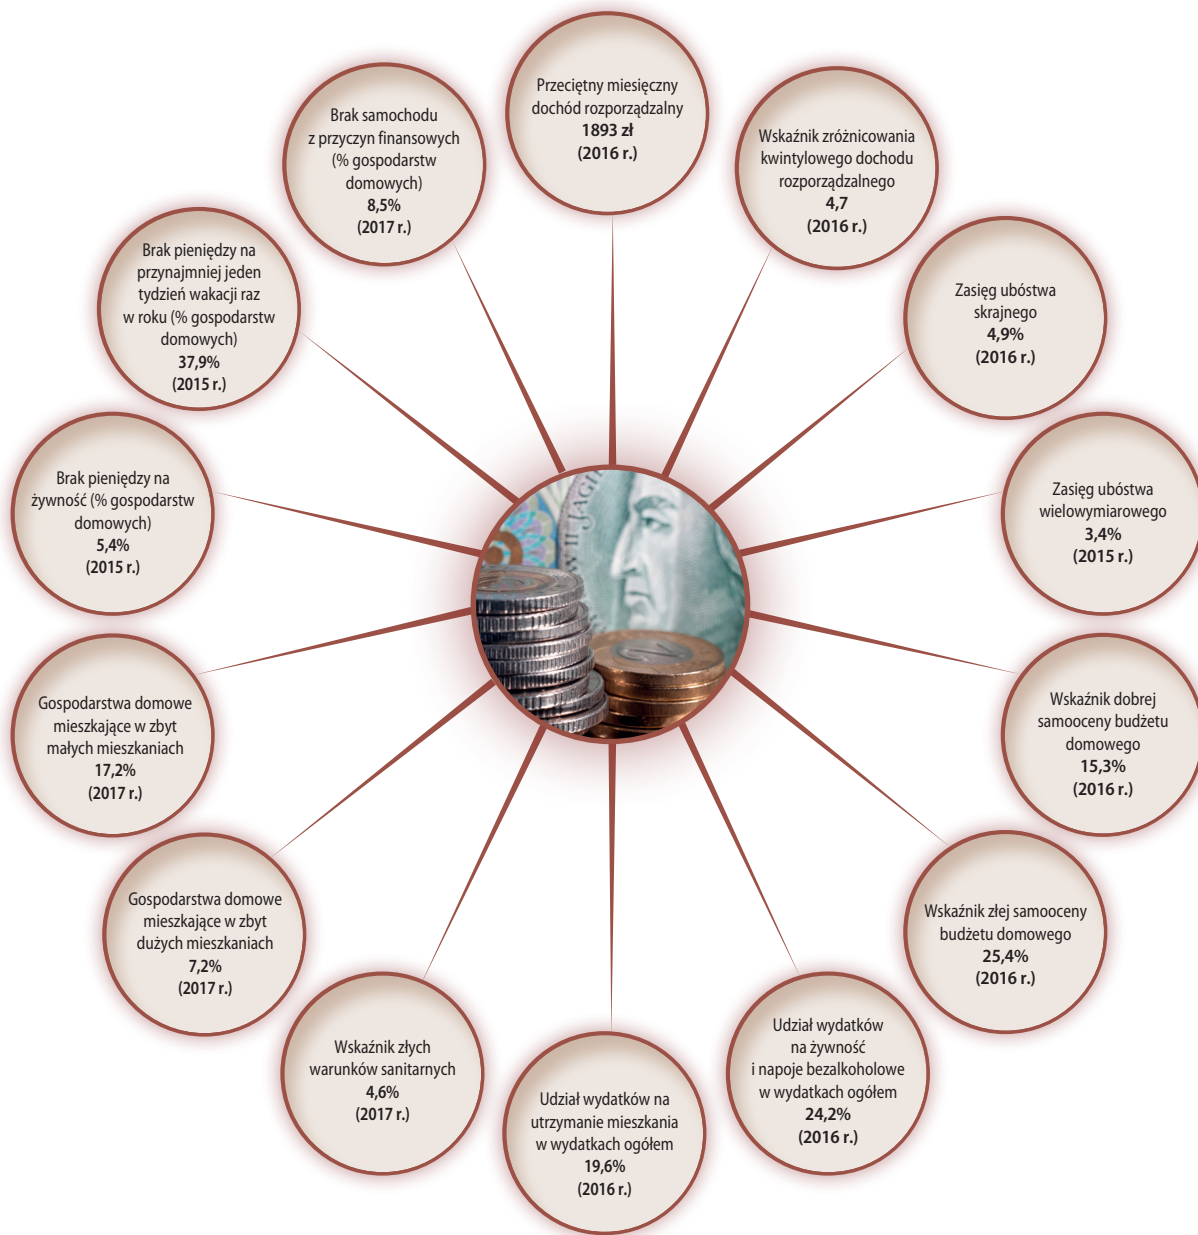 Przeciętny miesięczny
dochód rozporządzalny
1893 zł
(2016 r.)
Wskaźnik zróżnicowania
kwintylowego dochodu
rozporządzalnego
4,7
(2016 r.)
Zasięg ubóstwa
skrajnego
4,9%
(2016 r.)
Zasięg ubóstwa
wielowymiarowego
3,4%
(2015 r.)
Wskaźnik dobrej
samooceny budżetu
domowego
15,3%
(2016 r.)
Wskaźnik złej samooceny
budżetu domowego
25,4%
(2016 r.)
Udział wydatków
na żywność
i napoje bezalkoholowe
w wydatkach ogółem
24,2%
(2016 r.)
Udział wydatków na
utrzymanie mieszkania
w wydatkach ogółem
19,6%
(2016 r.)
Wskaźnik złych
warunków sanitarnych
4,6%
(2017 r.)
Gospodarstwa domowe
mieszkające w zbyt
dużych mieszkaniach
7,2%
(2017 r.)
Gospodarstwa domowe
mieszkające w zbyt
małych mieszkaniach
17,2%
(2017 r.)
Brak pieniędzy na
żywność (% gospodarstw
domowych)
5,4%
(2015 r.)
Brak pieniędzy na
przynajmniej jeden
tydzień wakacji raz
w roku (% gospodarstw
domowych)
37,9%
(2015 r.)
Brak samochodu
z przyczyn finansowych
(% gospodarstw
domowych)
8,5%
(2017 r.)